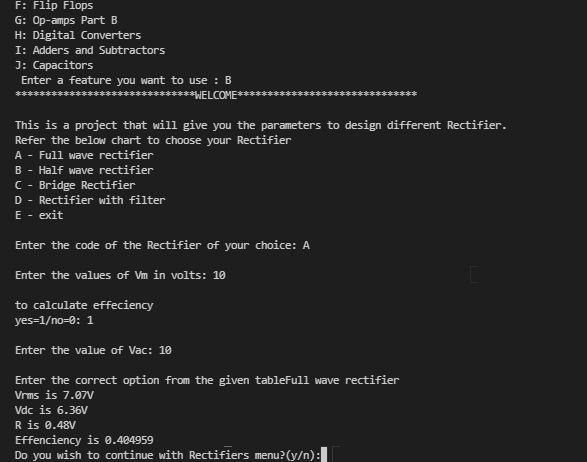 F: Flip Flops
G: Op-amps Part B
H: Digital Converters
I: Adders and Subtractors
J: Capacitors
Enter a feature you want to use : B
******************************WELCOME******************************
This is a project that will give you the parameters to design different Rectifier.
Refer the below chart to choose your Rectifier
A - Full wave rectifier
B - Half wave rectifier
C - Bridge Rectifier
D - Rectifier with filter
E - exit
Enter the code of the Rectifier of your choice: A
Enter the values of Vm in volts: 10
to calculate effeciency
yes=1/no=0: 1
Enter the value of Vac: 10
Enter the correct option from the given tableFull wave rectifier
Vrms is 7.07V
Vdc is 6.36V
R is 0.48V
Effenciency is 0.404959
Do you wish to continue with Rectifiers menu?(y/n):